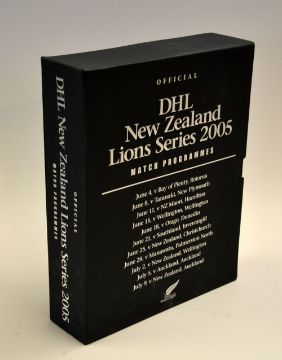 OFFICIAL
DHL
New Zealand
Lions Series 2005
MATCH PROGRAMMES
June 4, v Bay of Plenty, Rotorua
June 8, v Taranaki, New Plymouth
June 11, v NZ Maori, Hamilton
June 15, v Wellington, Wellington
June 18, v Otago, Dunedin
June 21, v Southland, Invercargill
June 25, v New Zealand, Christchurch
June 28, v Manawatu, Palmerston North
July 2, v New Zealand, Wellington
July 5, v Auckland, Auckland
July 9, v New Zealand, Auckland
OFFICIAL
DHL New Zealand Lions Series 2005
MATCH PROGRAMMES